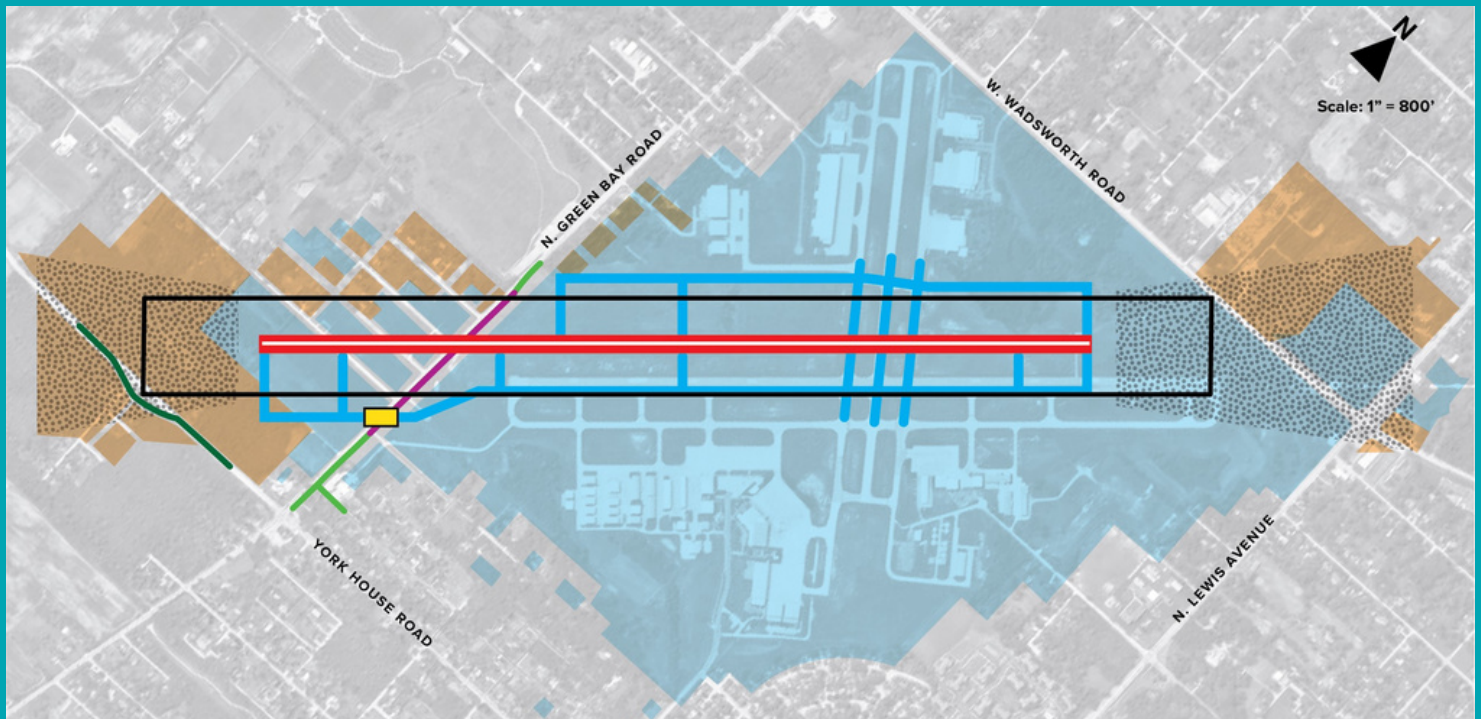 N
Scale: 1” = 800’
W. WADSWORTH ROAD
N. GREEN BAY ROAD
YORK HOUSE ROAD
N. LEWIS AVENUE